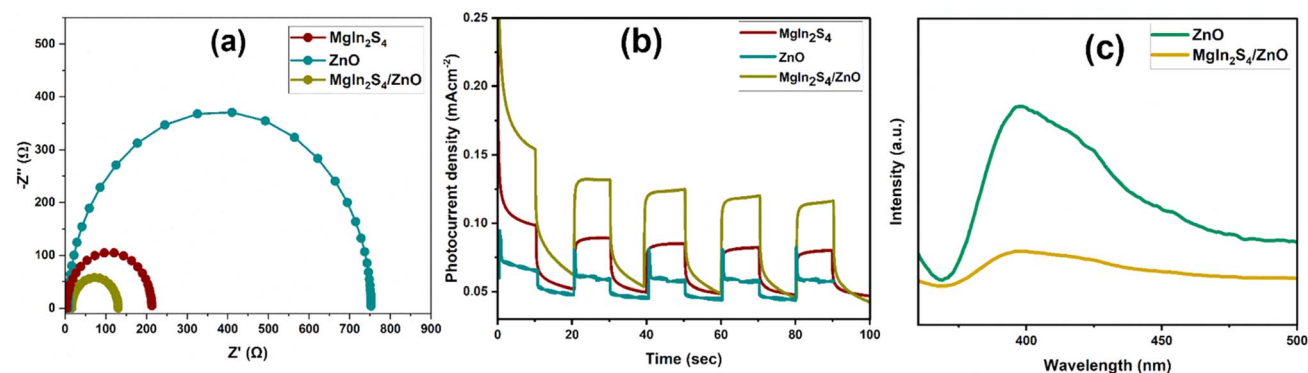 (a)
MgIn₂S₄
ZnO
MgIn₂S₄/ZnO
-Z'' (Ω)
500
400
300
200
100
0
0 100 200 300 400 500 600 700 800 900
Z' (Ω)
(b)
MgIn₂S₄
ZnO
MgIn₂S₄/ZnO
Photocurrent density (mAcm⁻²)
0.25
0.20
0.15
0.10
0.05
0 20 40 60 80 100
Time (sec)
(c)
ZnO
MgIn₂S₄/ZnO
Intensity (a.u.)
400 450 500
Wavelength (nm)